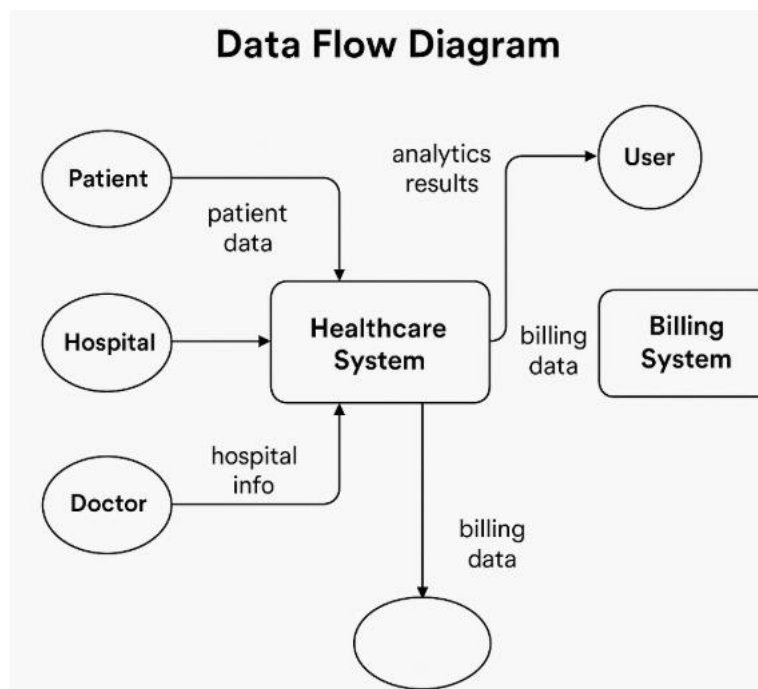 Data Flow Diagram
Patient
patient
data
analytics
results
User
Hospital
Healthcare
System
billing
data
Billing
System
Doctor
hospital
info
billing
data